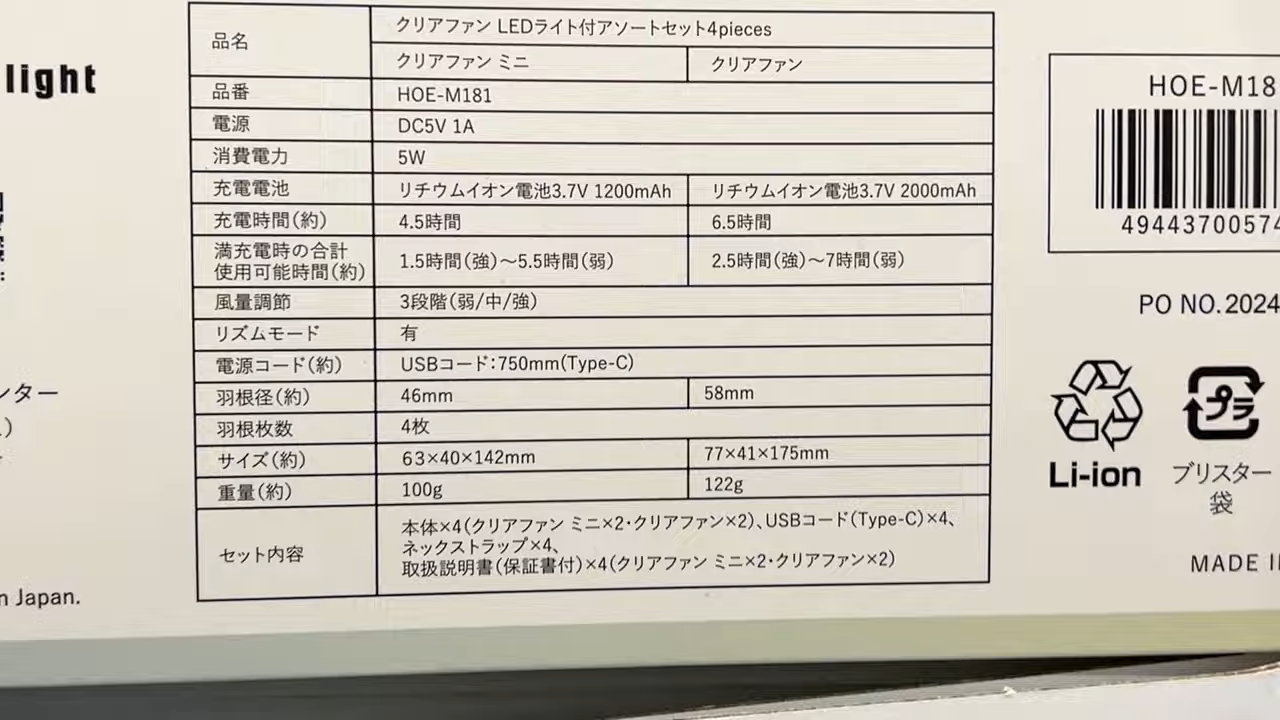 light
品名
クリアファン LEDライト付アソートセット4pieces
クリアファン ミニ
クリアファン
品番
HOE-M181
電源
DC5V 1A
消費電力
5W
充電電池
リチウムイオン電池3.7V 1200mAh
リチウムイオン電池3.7V 2000mAh
充電時間(約)
4.5時間
6.5時間
満充電時の合計
使用可能時間(約)
1.5時間(強)〜5.5時間(弱)
2.5時間(強)〜7時間(弱)
風量調節
3段階(弱/中/強)
リズムモード
有
電源コード(約)
USBコード:750mm(Type-C)
羽根径(約)
46mm
58mm
羽根枚数
4枚
サイズ(約)
63×40×142mm
77×41×175mm
重量(約)
100g
122g
セット内容
本体×4(クリアファン ミニ×2・クリアファン×2)、USBコード(Type-C)×4、
ネックストラップ×4、
取扱説明書(保証書付)×4(クリアファン ミニ×2・クリアファン×2)
ンター
n Japan.
HOE-M18
49443700574
PO NO.2024
Li-ion
プラ
ブリスター
袋
MADE I